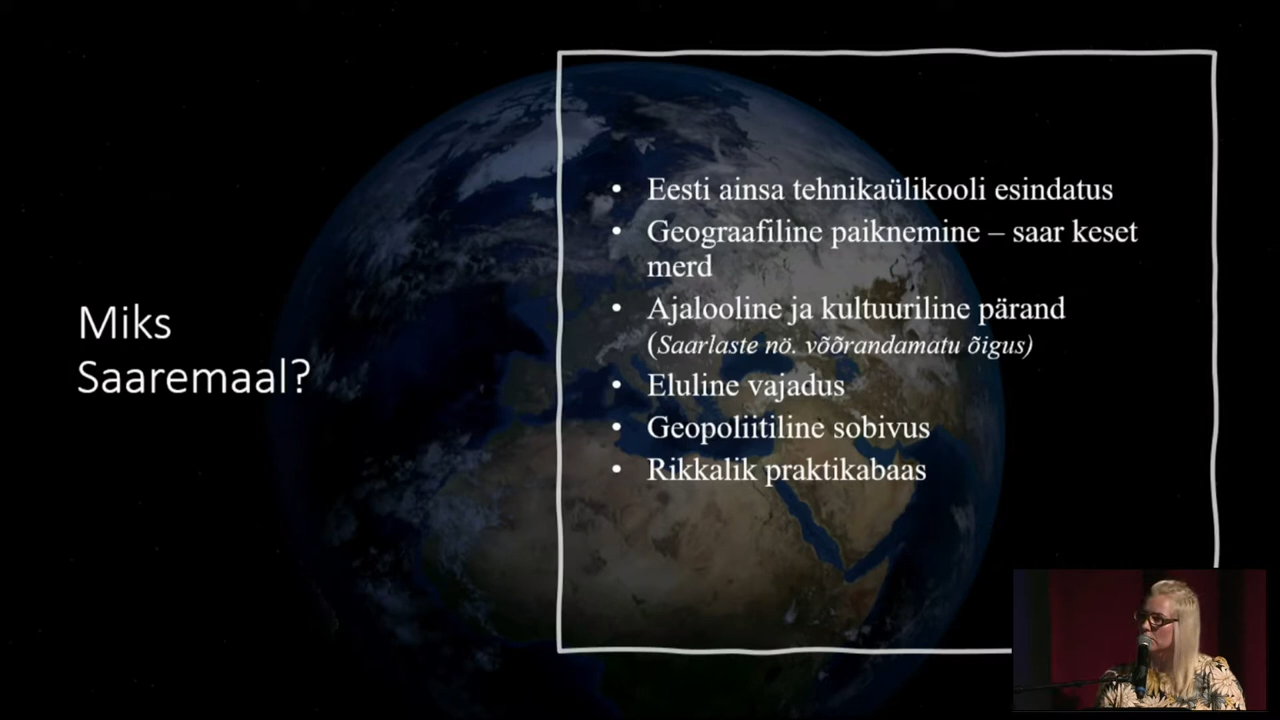 Miks
Saaremaal?
• Eesti ainsa tehnikaülikooli esindatus
• Geograafiline paiknemine – saar keset
merd
• Ajalooline ja kultuuriline pärand
(Saarlaste nö. võõrandamatu õigus)
• Eluline vajadus
• Geopoliitiline sobivus
• Rikkalik praktikabaas